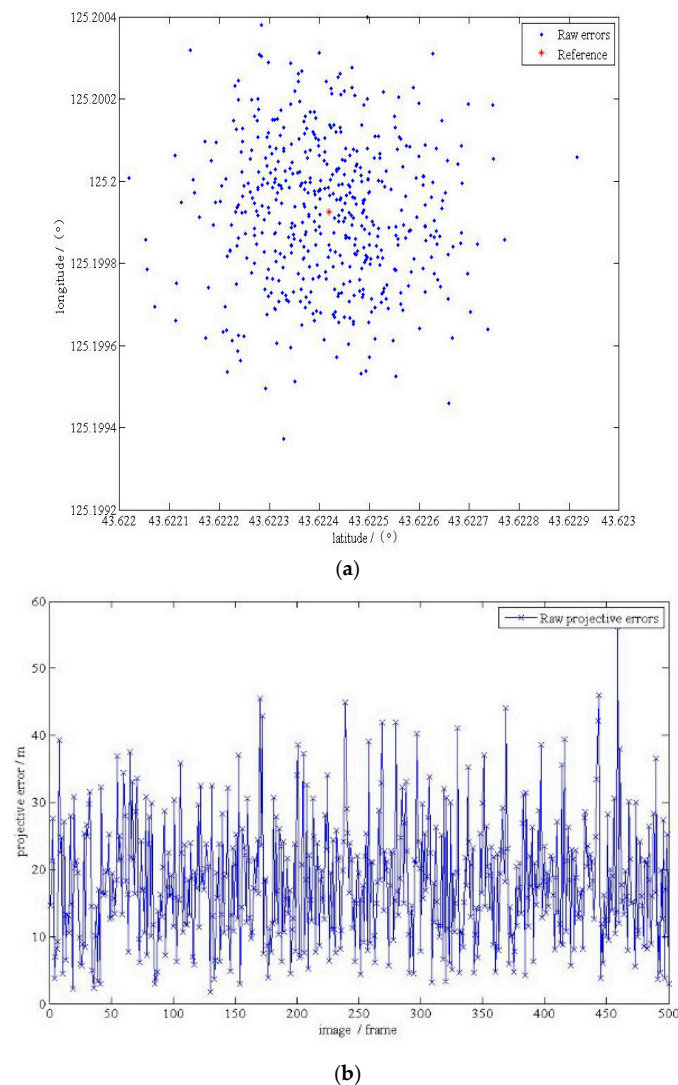 125.2004
Raw errors
Reference
125.2002
125.2
125.1998
125.1996
125.1994
125.1992
longitude / (°)
43.622 43.6221 43.6222 43.6223 43.6224 43.6225 43.6226 43.6227 43.6228 43.6229 43.623
latitude / (°)
(a)
60
Raw projective errors
50
40
30
20
10
0
projective error / m
0 50 100 150 200 250 300 350 400 450 500
image / frame
(b)